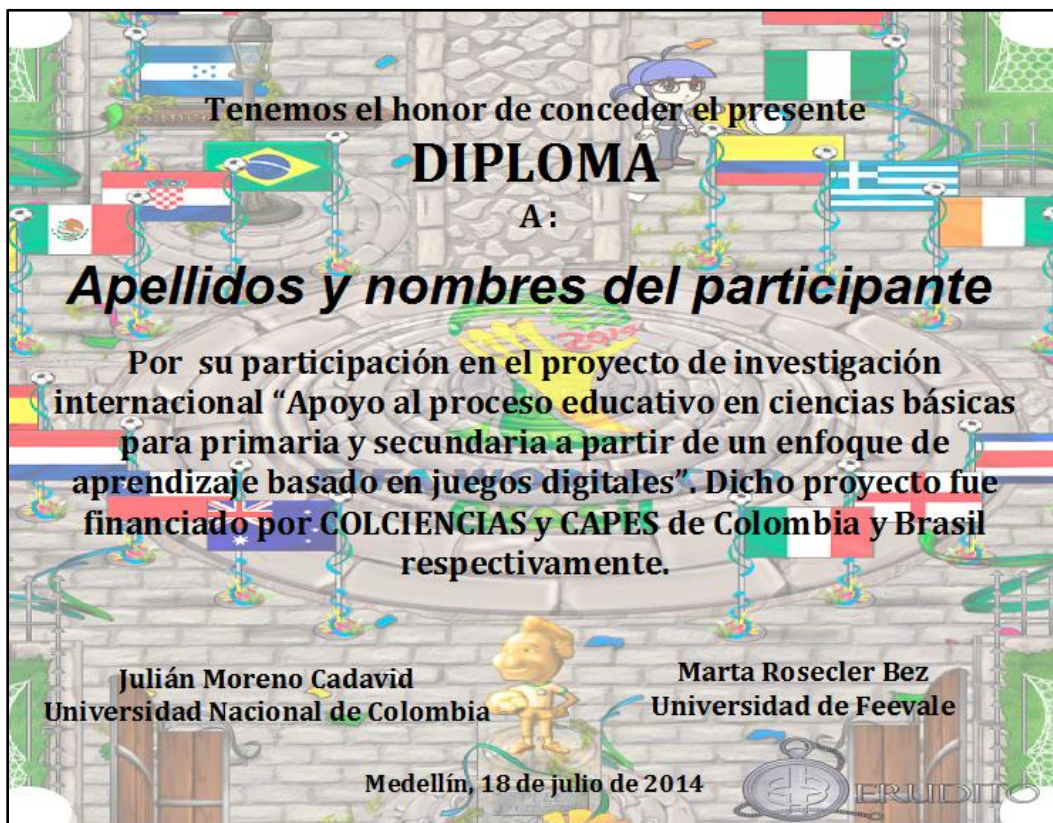 Tenemos el honor de conceder el presente
DIPLOMA
A :
Apellidos y nombres del participante
Por su participación en el proyecto de investigación
internacional “Apoyo al proceso educativo en ciencias básicas
para primaria y secundaria a partir de un enfoque de
aprendizaje basado en juegos digitales”. Dicho proyecto fue
financiado por COLCIENCIAS y CAPES de Colombia y Brasil
respectivamente.
Julián Moreno Cadavid
Universidad Nacional de Colombia
Marta Rosecler Bez
Universidad de Feevale
Medellín, 18 de julio de 2014
ERUDITO